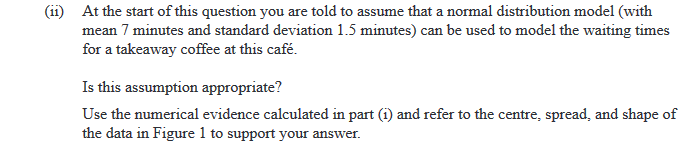 (ii) At the start of this question you are told to assume that a normal distribution model (with
mean 7 minutes and standard deviation 1.5 minutes) can be used to model the waiting times
for a takeaway coffee at this café.
Is this assumption appropriate?
Use the numerical evidence calculated in part (i) and refer to the centre, spread, and shape of
the data in Figure 1 to support your answer.